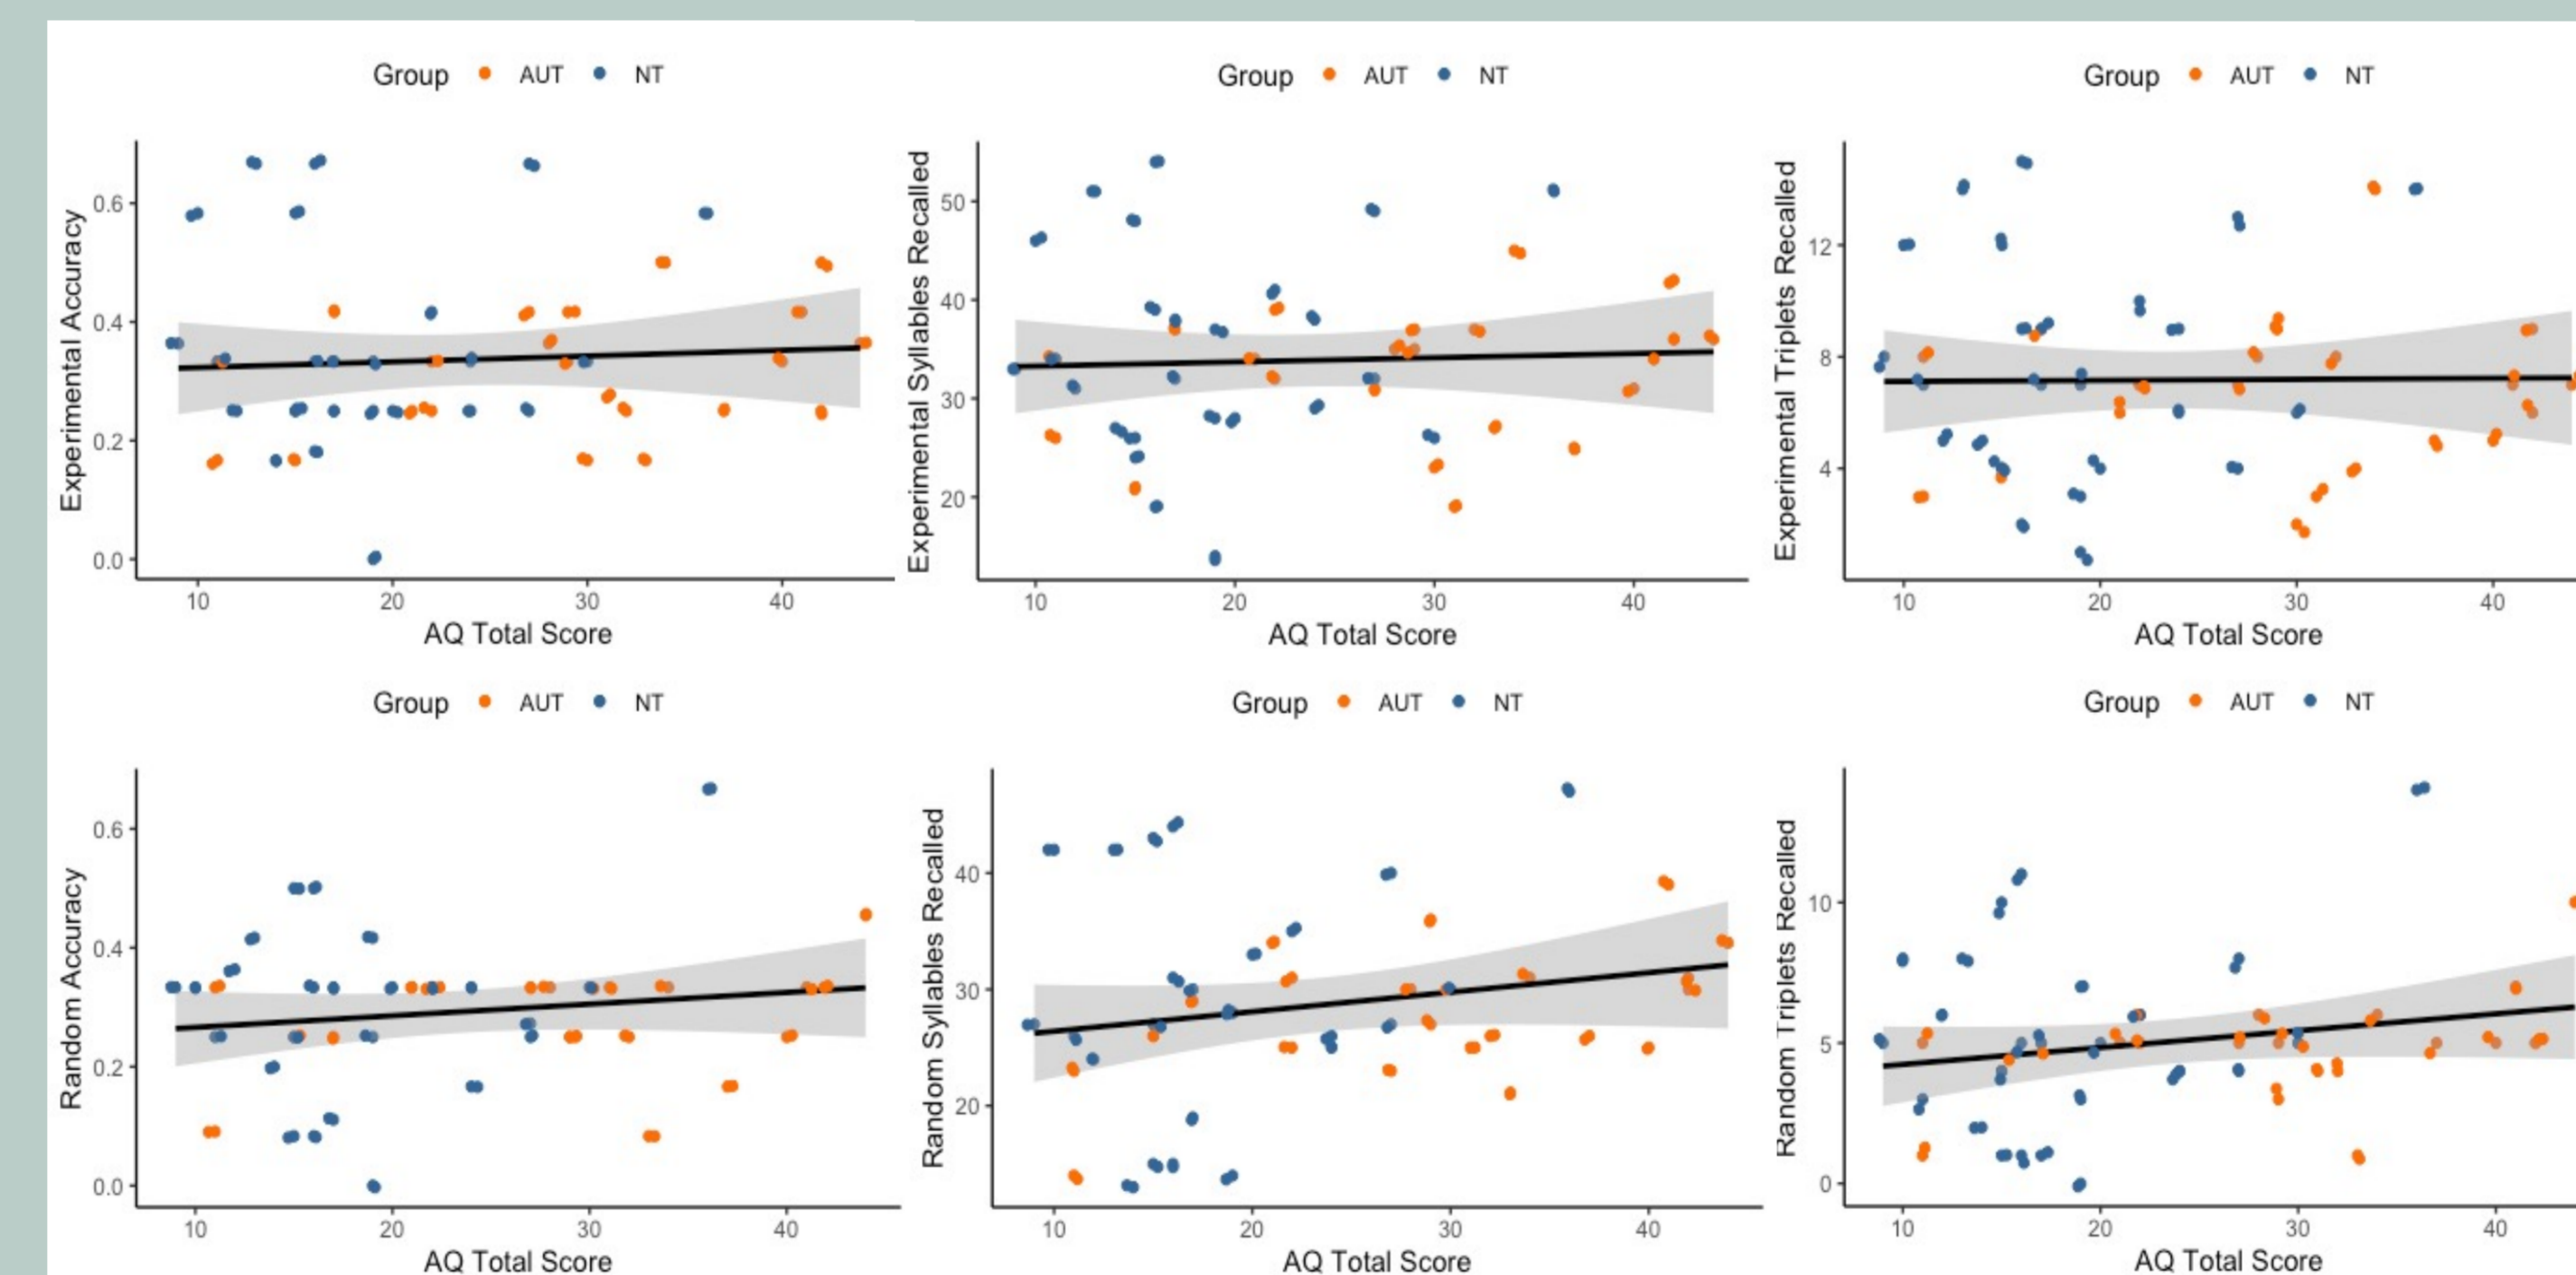 Group AUT NT
Experimental Accuracy
0.6
0.4
0.2
0.0
10 20 30 40
AQ Total Score
Group AUT NT
Experimental Syllables Recalled
50
40
30
20
10 20 30 40
AQ Total Score
Group AUT NT
Experimental Triplets Recalled
12
8
4
10 20 30 40
AQ Total Score
Group AUT NT
Random Accuracy
0.6
0.4
0.2
0.0
10 20 30 40
AQ Total Score
Group AUT NT
Random Syllables Recalled
40
30
20
10 20 30 40
AQ Total Score
Group AUT NT
Random Triplets Recalled
10
5
0
10 20 30 40
AQ Total Score